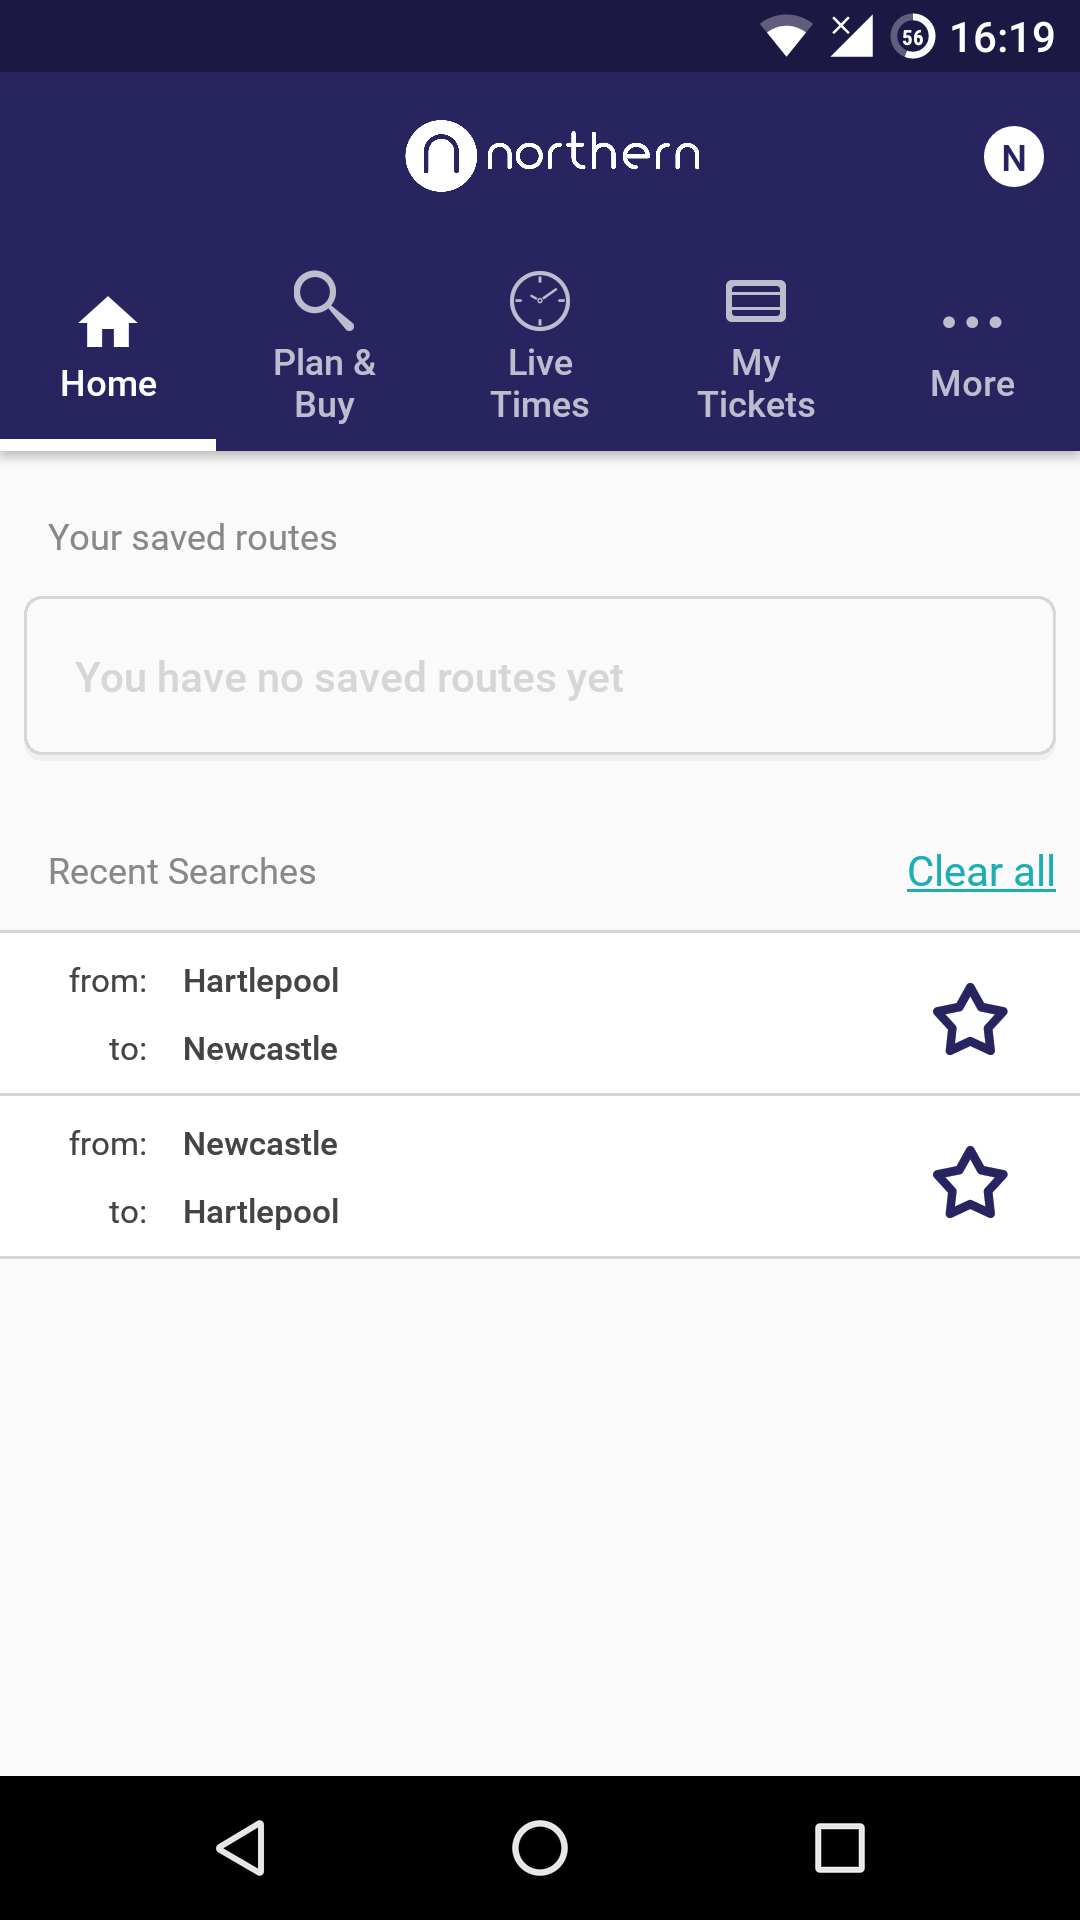 56 16:19
northern
N
Home
Plan &
Buy
Live
Times
My
Tickets
More
Your saved routes
You have no saved routes yet
Recent Searches
Clear all
from: Hartlepool
to: Newcastle
from: Newcastle
to: Hartlepool